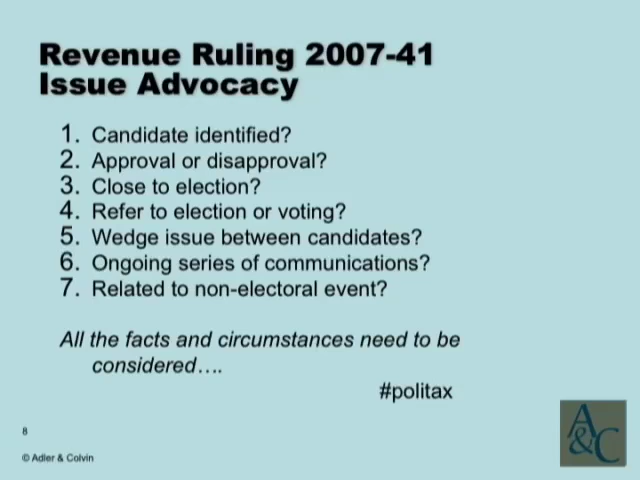 Revenue Ruling 2007-41
Issue Advocacy
1. Candidate identified?
2. Approval or disapproval?
3. Close to election?
4. Refer to election or voting?
5. Wedge issue between candidates?
6. Ongoing series of communications?
7. Related to non-electoral event?
All the facts and circumstances need to be
considered….
#politax
8
© Adler & Colvin
A&C